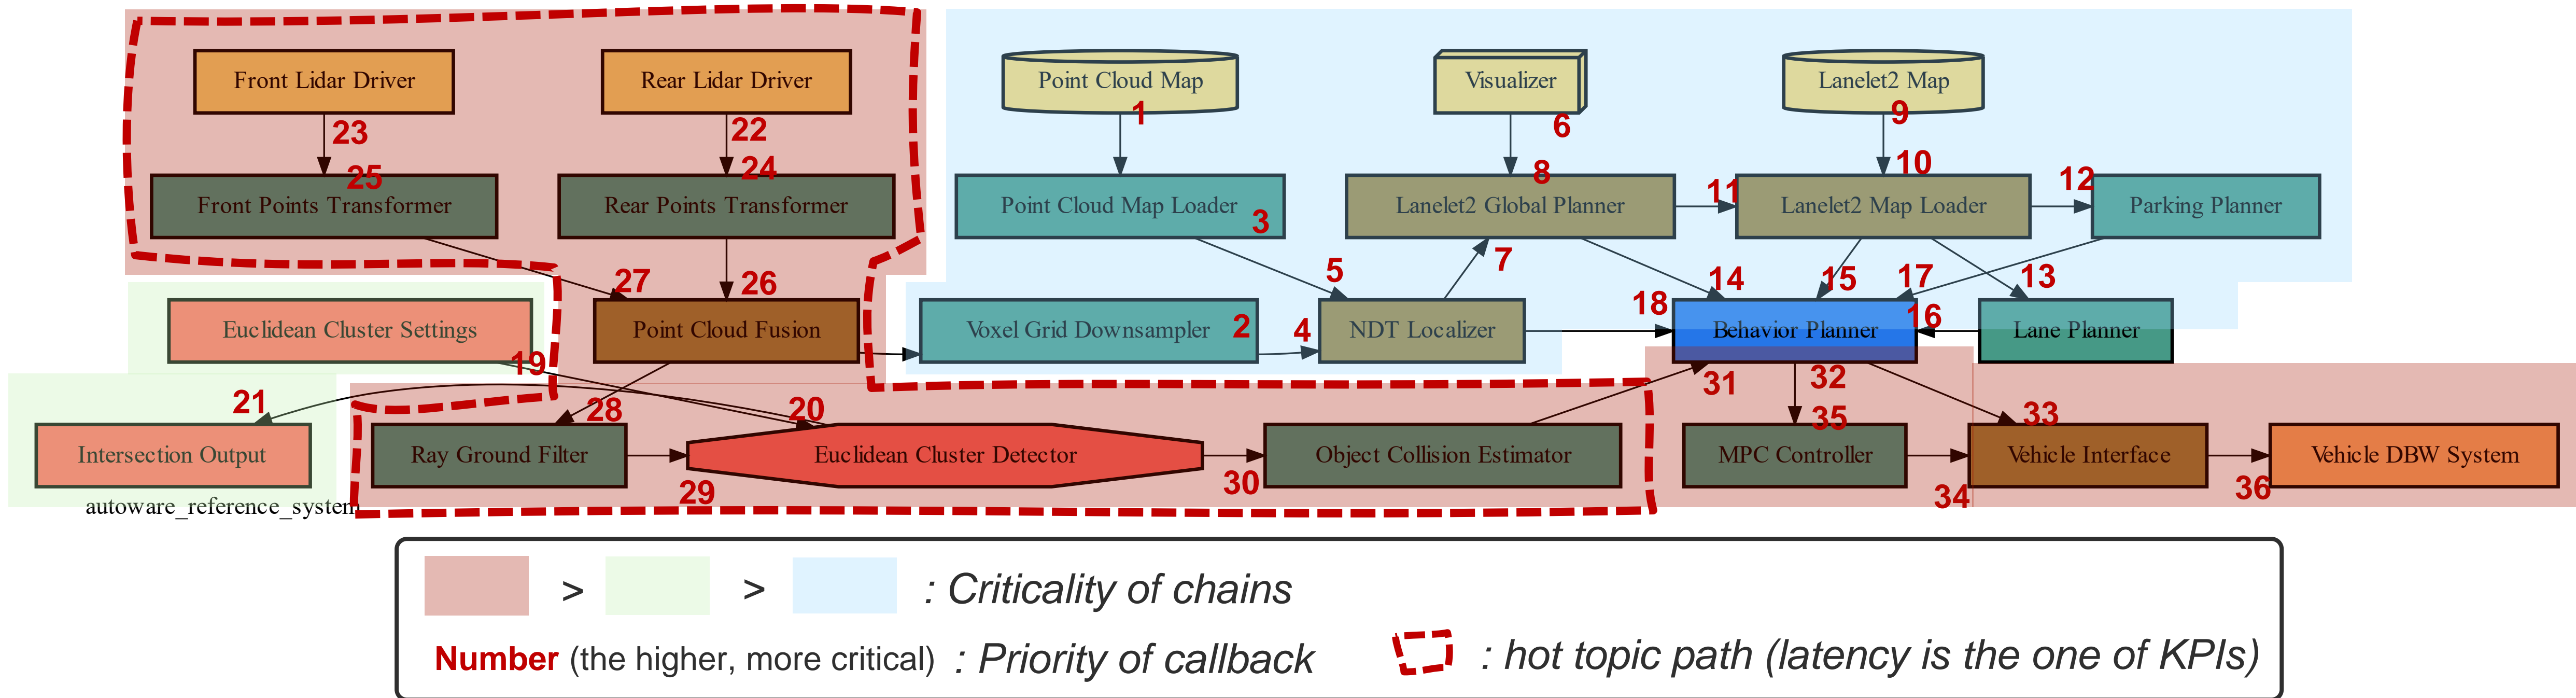 Front Lidar Driver
Rear Lidar Driver
Point Cloud Map
Visualizer
Lanelet2 Map
1
6
9
23
22
25
24
8
10
11
12
Front Points Transformer
Rear Points Transformer
Point Cloud Map Loader
3
Lanelet2 Global Planner
Lanelet2 Map Loader
Parking Planner
27
26
5
7
14
15
17
13
18
16
Euclidean Cluster Settings
Point Cloud Fusion
Voxel Grid Downsampler
2
4
NDT Localizer
Behavior Planner
Lane Planner
19
31
32
21
28
20
35
33
Intersection Output
Ray Ground Filter
Euclidean Cluster Detector
Object Collision Estimator
MPC Controller
Vehicle Interface
Vehicle DBW System
29
30
34
36
autoware_reference_system
> > : Criticality of chains
Number (the higher, more critical) : Priority of callback
: hot topic path (latency is the one of KPIs)